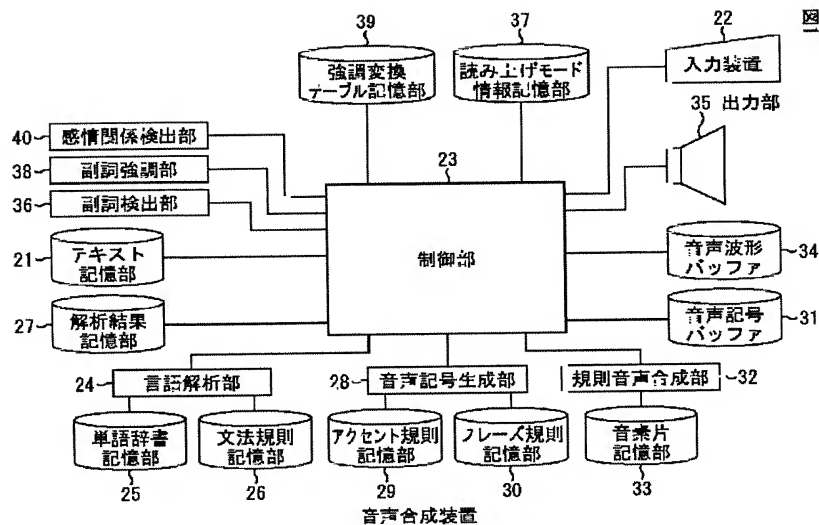 図一
39
37
22
強調変換
テーブル記憶部
読み上げモード
情報記憶部
入力装置
35 出力部
40 感情関係検出部
38 副詞強調部
36 副詞検出部
23
制御部
21
テキスト
記憶部
音声波形
バッファ
34
27
解析結果
記憶部
音声記号
バッファ
31
24 言語解析部
28 音声記号生成部
規則音声合成部 32
単語辞書
記憶部
文法規則
記憶部
アクセント規則
記憶部
フレーズ規則
記憶部
音素片
記憶部
25
26
29
30
33
音声合成装置